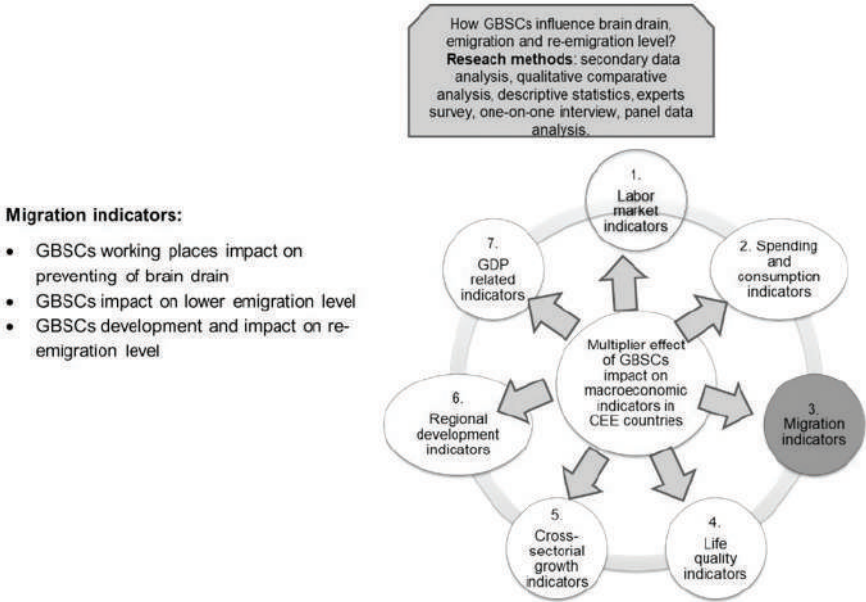 How GBSCs influence brain drain,
emigration and re-emigration level?
Reseach methods: secondary data
analysis, qualitative comparative
analysis, descriptive statistics, experts
survey, one-on-one interview, panel data
analysis.
Migration indicators:
• GBSCs working places impact on
preventing of brain drain
• GBSCs impact on lower emigration level
• GBSCs development and impact on re-
emigration level
1.
Labor
market
indicators
2. Spending
and
consumption
indicators
3.
Migration
indicators
4.
Life
quality
indicators
5.
Cross-
sectorial
growth
indicators
6.
Regional
development
indicators
7.
GDP
related
indicators
Multiplier effect
of GBSCs
impact on
macroeconomic
indicators in
CEE countries